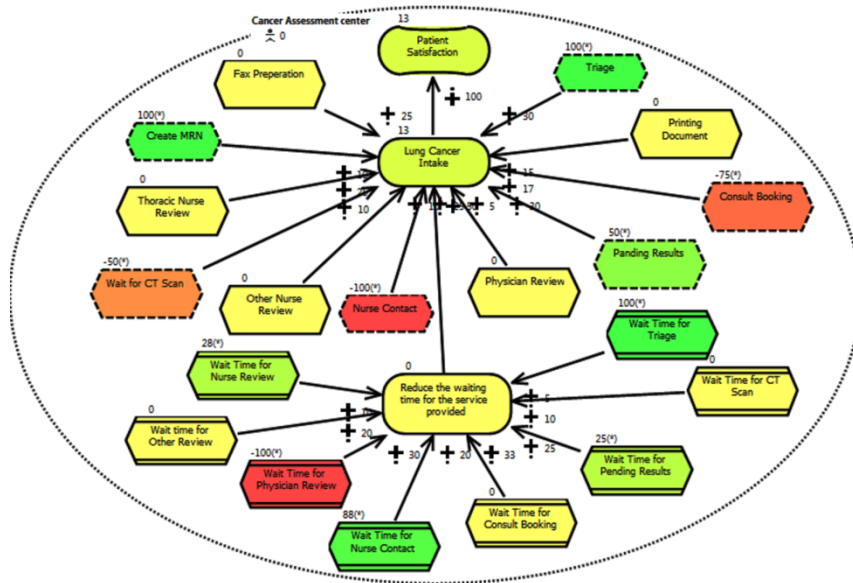 Cancer Assessment center
0
13
Patient
Satisfaction
0
Fax Preperation
100(*)
Triage
100
25
30
13
100(*)
Create MRN
Lung Cancer
Intake
0
Printing
Document
0
Thoracic Nurse
Review
15
17
10
5
-75(*)
Consult Booking
-50(*)
Wait for CT Scan
0
Other Nurse
Review
-100(*)
Nurse Contact
0
Physician Review
50(*)
Panding Results
100(*)
Wait Time for
Triage
28(*)
Wait Time for
Nurse Review
0
Reduce the waiting
time for the service
provided
0
Wait Time for CT
Scan
0
Wait time for
Other Review
10
20
25
-100(*)
Wait Time for
Physician Review
30
20
33
25(*)
Wait Time for
Pending Results
88(*)
Wait Time for
Nurse Contact
0
Wait Time for
Consult Booking